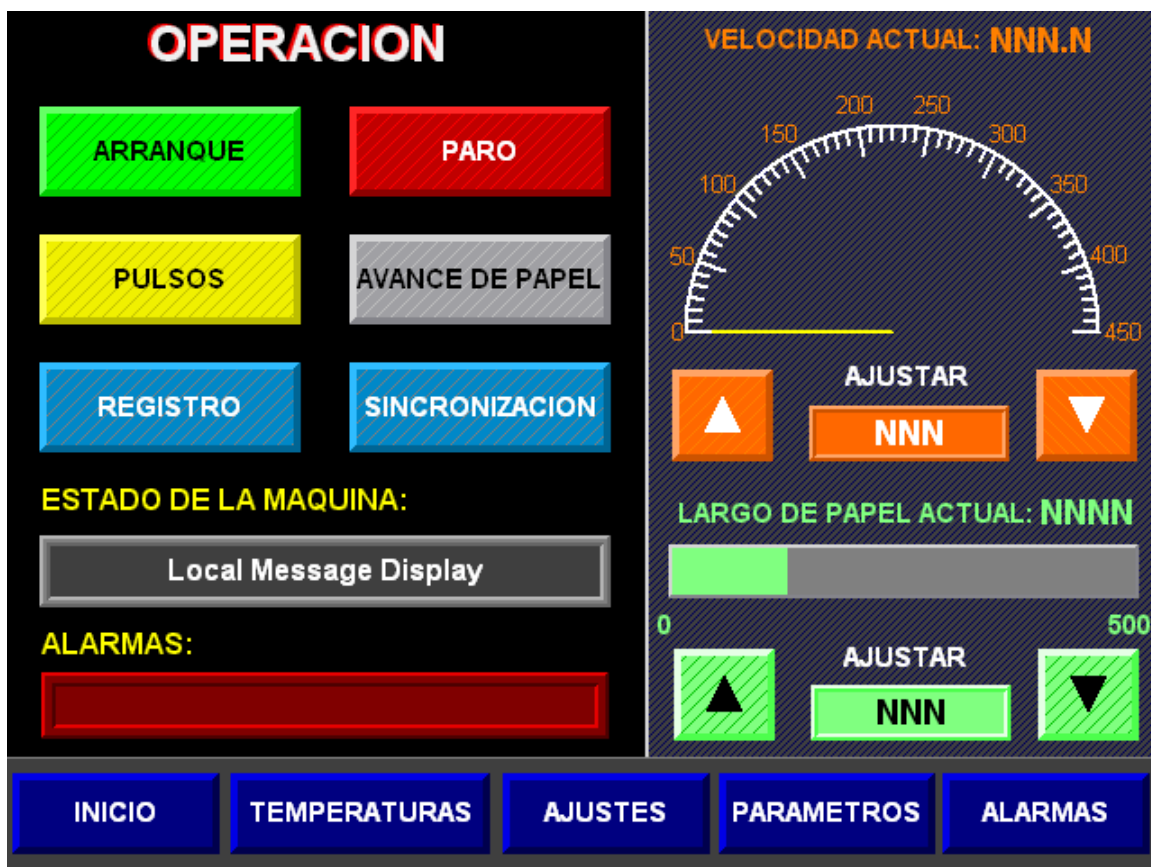 OPERACION
ARRANQUE
PARO
PULSOS
AVANCE DE PAPEL
REGISTRO
SINCRONIZACION
ESTADO DE LA MAQUINA:
Local Message Display
ALARMAS:
VELOCIDAD ACTUAL: NNN.N
0
50
100
150
200
250
300
350
400
450
AJUSTAR
NNN
LARGO DE PAPEL ACTUAL: NNNN
0
500
AJUSTAR
NNN
INICIO
TEMPERATURAS
AJUSTES
PARAMETROS
ALARMAS